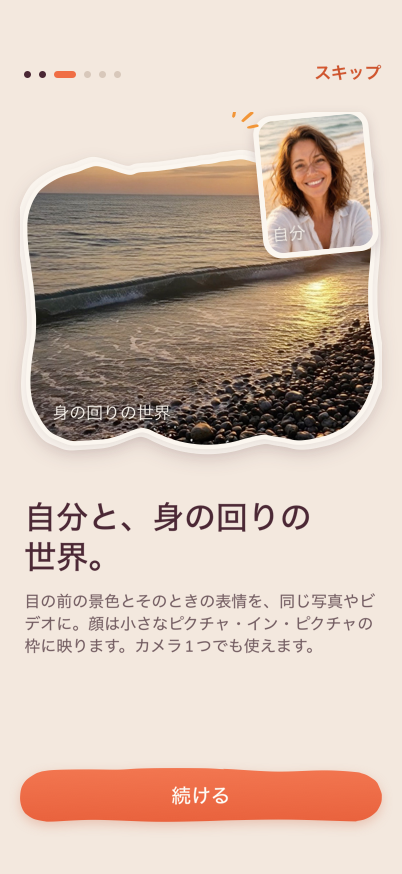 スキップ
自分
身の回りの世界
自分と、身の回りの
世界。
目の前の景色とそのときの表情を、同じ写真やビ
デオに。顔は小さなピクチャ・イン・ピクチャの
枠に映ります。カメラ1つでも使えます。
続ける